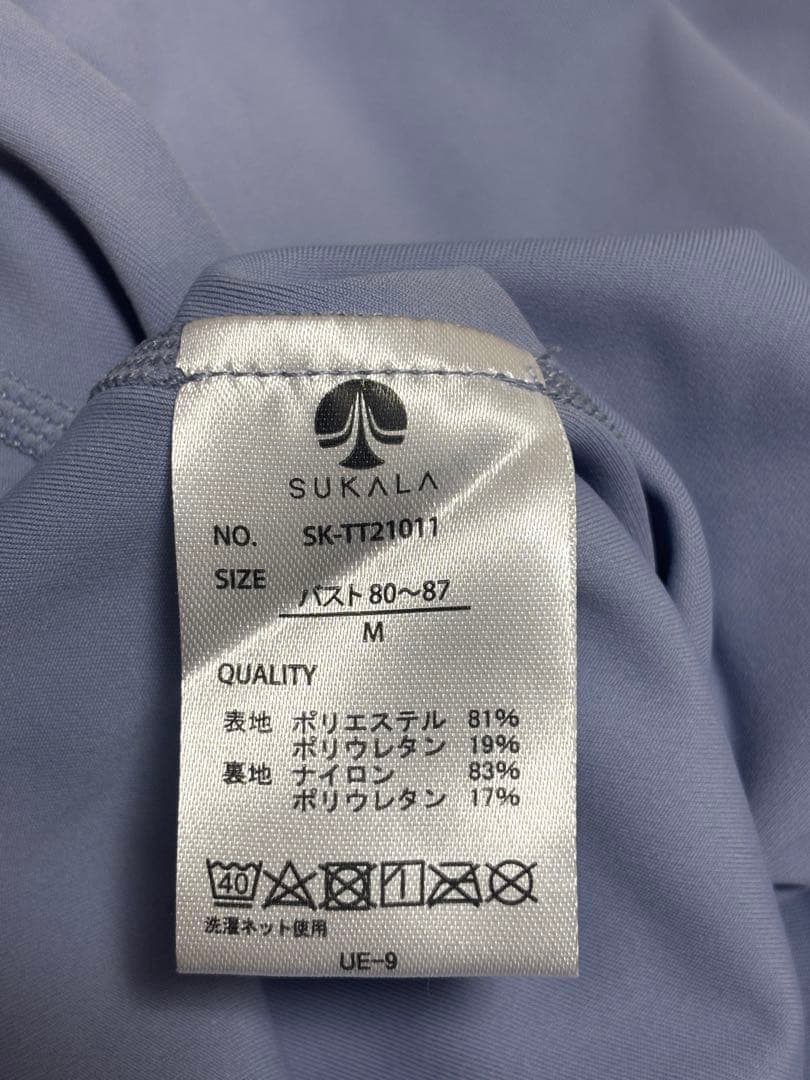 SUKALA
NO. SK-TT21011
SIZE バスト 80～87
M
QUALITY
表地 ポリエステル 81%
ポリウレタン 19%
裏地 ナイロン 83%
ポリウレタン 17%
40
洗濯ネット使用
UE-9